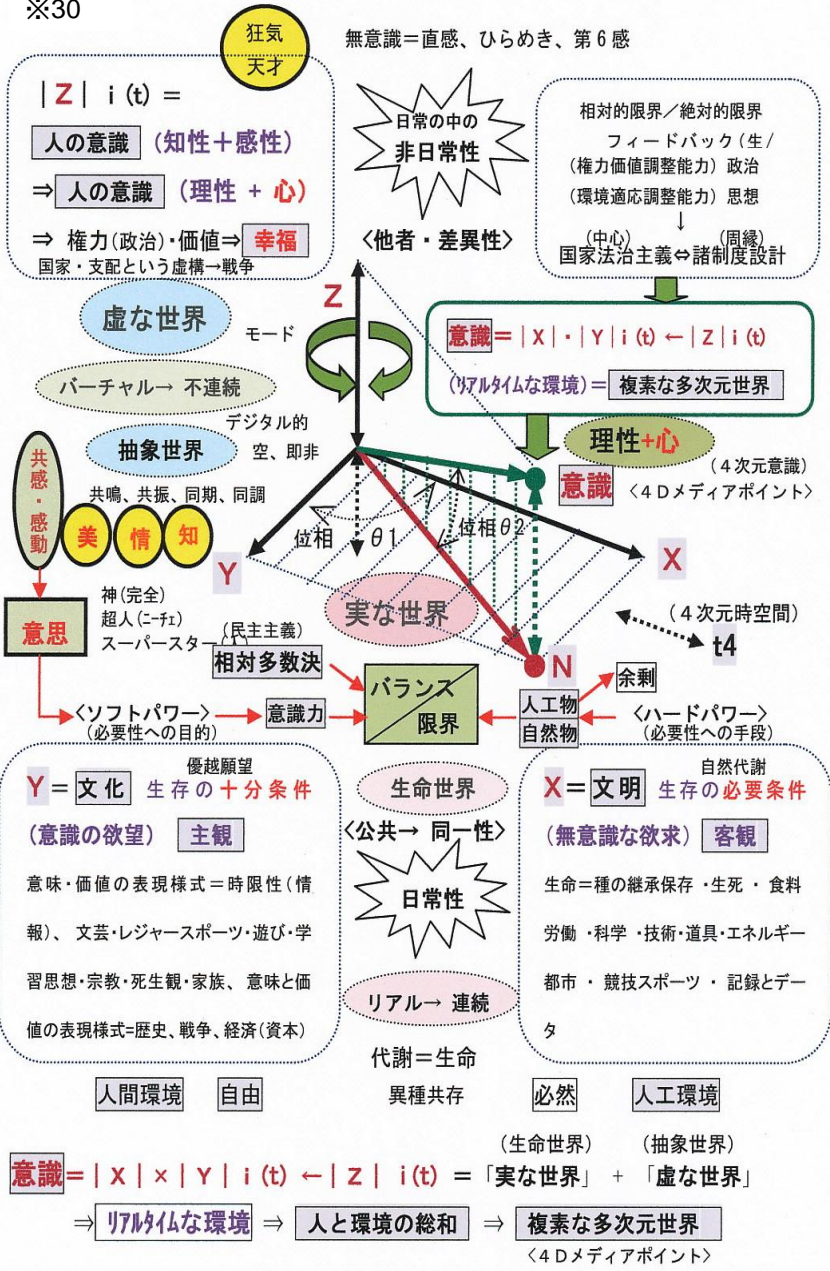 ※30
狂気
天才
無意識＝直感、ひらめき、第6感
|Z| i(t)＝
人の意識（知性＋感性）
⇒人の意識（理性＋心）
⇒ 権力(政治)・価値⇒幸福
国家・支配という虚構→戦争
日常の中の
非日常性
〈他者・差異性〉
相対的限界／絶対的限界
フィードバック（生/
(権力価値調整能力) 政治
(環境適応調整能力) 思想
↓
(中心) (周縁)
国家法治主義⇔諸制度設計
Z
虚な世界
モード
意識＝|X|・|Y|i(t)←|Z|i(t)
(リアルタイムな環境)＝複素な多次元世界
バーチャル→ 不連続
デジタル的
空、即非
抽象世界
理性+心
共感・感動
共鳴、共振、同期、同調
意識
（4次元意識）
〈4Dメディアポイント〉
美 情 知
位相 θ1
位相θ2
Y
X
実な世界
神(完全)
超人(ﾆｰﾁｪ)
スーパースター
意思
(民主主義)
相対多数決
（4次元時空間）
t4
N
バランス
限界
余剰
人工物
自然物
〈ソフトパワー〉
(必要性への目的)
意識力
〈ハードパワー〉
(必要性への手段)
優越願望
Y＝文化 生存の十分条件
(意識の欲望) 主観
意味・価値の表現様式＝時限性(情
報)、 文芸・レジャースポーツ・遊び・学
習思想・宗教・死生観・家族、 意味と価
値の表現様式=歴史、戦争、経済(資本)
生命世界
〈公共→ 同一性〉
日常性
リアル→ 連続
代謝＝生命
異種共存
自然代謝
X＝文明 生存の必要条件
(無意識な欲求) 客観
生命＝種の継承保存 ・生死 ・ 食料
労働 ・科学 ・技術・道具・エネルギー
都市 ・ 競技スポーツ ・ 記録とデー
タ
人間環境 自由 必然 人工環境
(生命世界) (抽象世界)
意識＝|X|×|Y| i(t) ←|Z| i(t) ＝「実な世界」 + 「虚な世界」
⇒リアルタイムな環境 ⇒ 人と環境の総和 ⇒ 複素な多次元世界
〈4Dメディアポイント〉